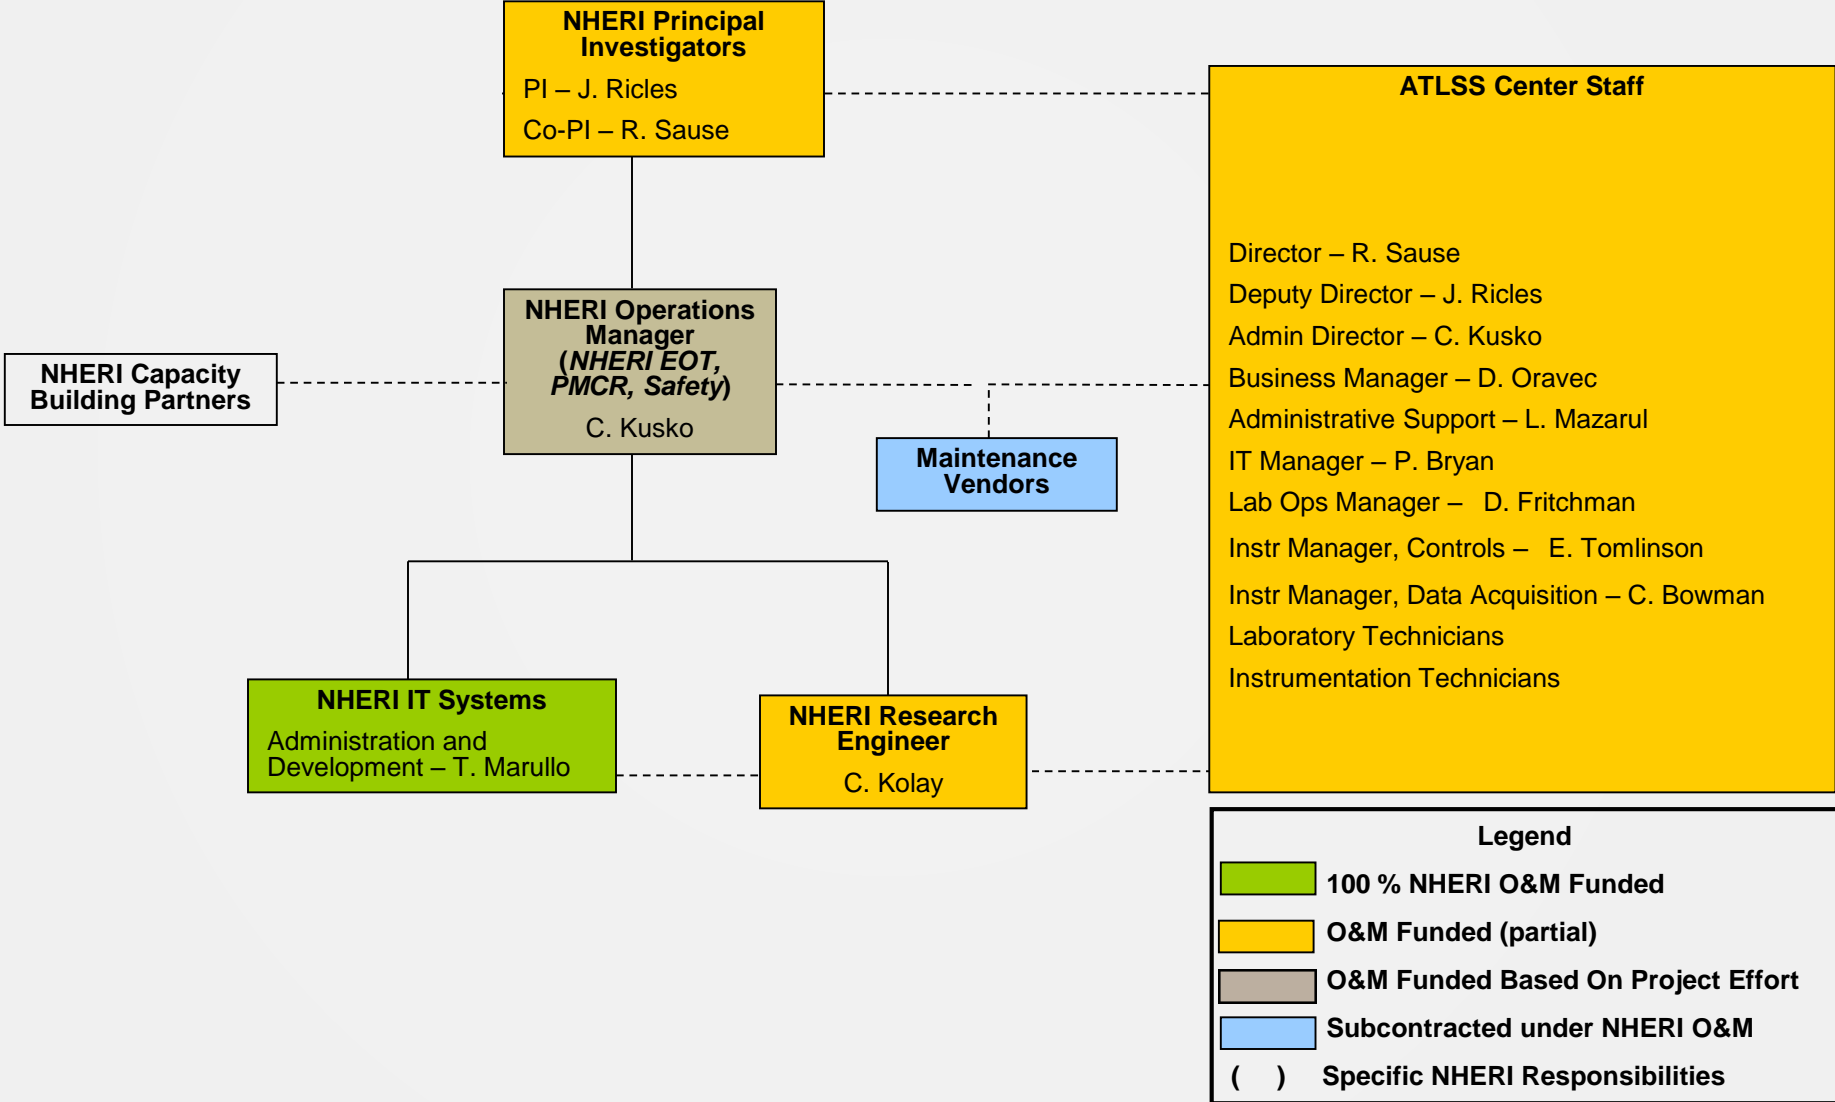 NHERI Principal
Investigators
PI – J. Ricles
Co-PI – R. Sause
ATLSS Center Staff
Director – R. Sause
Deputy Director – J. Ricles
Admin Director – C. Kusko
Business Manager – D. Oravec
Administrative Support – L. Mazarul
IT Manager – P. Bryan
Lab Ops Manager – D. Fritchman
Instr Manager, Controls – E. Tomlinson
Instr Manager, Data Acquisition – C. Bowman
Laboratory Technicians
Instrumentation Technicians
NHERI Operations
Manager
(NHERI EOT,
PMCR, Safety)
C. Kusko
NHERI Capacity
Building Partners
Maintenance
Vendors
NHERI IT Systems
Administration and
Development – T. Marullo
NHERI Research
Engineer
C. Kolay
Legend
100 % NHERI O&M Funded
O&M Funded (partial)
O&M Funded Based On Project Effort
Subcontracted under NHERI O&M
( ) Specific NHERI Responsibilities